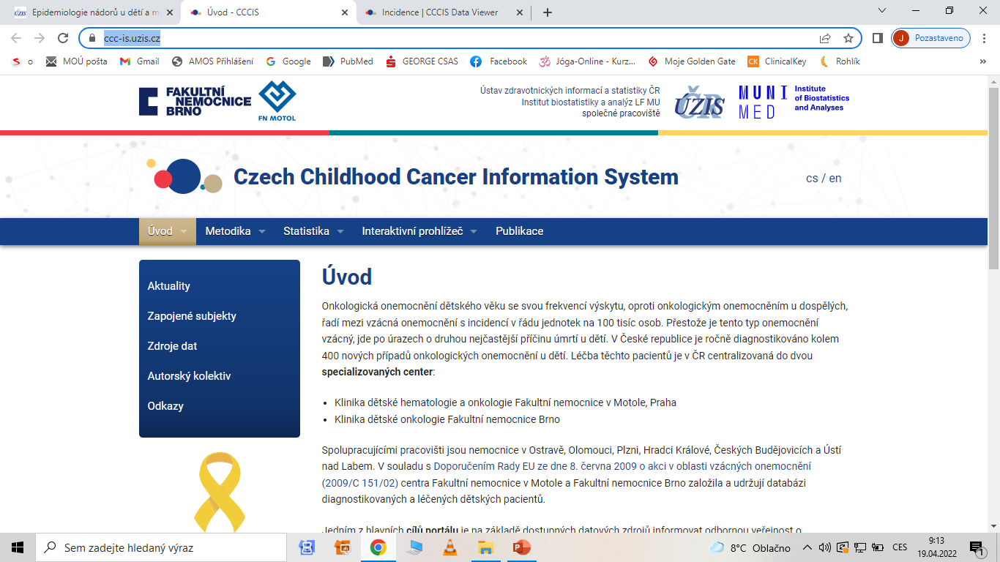 ÚZIS
Epidemiologie nádorů u dětí a m
Úvod - CCCIS
Incidence | CCCIS Data Viewer
ccc-is.uzis.cz
J
Pozastaveno
S
o
MOÚ pošta
Gmail
AMOS Přihlášení
Google
PubMed
GEORGE CSAS
Facebook
Jóga-Online - Kurz...
Moje Golden Gate
CK
ClinicalKey
Rohlík
»
FAKULTNÍ
NEMOCNICE
BRNO
FN MOTOL
Ústav zdravotnických informací a statistiky ČR
Institut biostatistiky a analýz LF MU
společné pracoviště
ÚZIS
ČR
MUNI
MED
Institute
of Biostatistics
and Analyses
Czech Childhood Cancer Information System
cs / en
Úvod
Metodika
Statistika
Interaktivní prohlížeč
Publikace
Aktuality
Zapojené subjekty
Zdroje dat
Autorský kolektiv
Odkazy
Úvod
Onkologická onemocnění dětského věku se svou frekvencí výskytu, oproti onkologickým onemocněním u dospělých,
řadí mezi vzácná onemocnění s incidencí v řádu jednotek na 100 tisíc osob. Přestože je tento typ onemocnění
vzácný, jde po úrazech o druhou nejčastější příčinu úmrtí u dětí. V České republice je ročně diagnostikováno kolem
400 nových případů onkologických onemocnění u dětí. Léčba těchto pacientů je v ČR centralizovaná do dvou
specializovaných center:
• Klinika dětské hematologie a onkologie Fakultní nemocnice v Motole, Praha
• Klinika dětské onkologie Fakultní nemocnice Brno
Spolupracujícími pracovišti jsou nemocnice v Ostravě, Olomouci, Plzni, Hradci Králové, Českých Budějovicích a Ústí
nad Labem. V souladu s Doporučením Rady EU ze dne 8. června 2009 o akci v oblasti vzácných onemocnění
(2009/C 151/02) centra Fakultní nemocnice v Motole a Fakultní nemocnice Brno založila a udržují databázi
diagnostikovaných a léčených dětských pacientů.
Jedním z hlavních cílů portálu je na základě dostupných datových zdrojů informovat odbornou veřejnost o
Sem zadejte hledaný výraz
8°C Oblačno
CES
9:13
19.04.2022
1